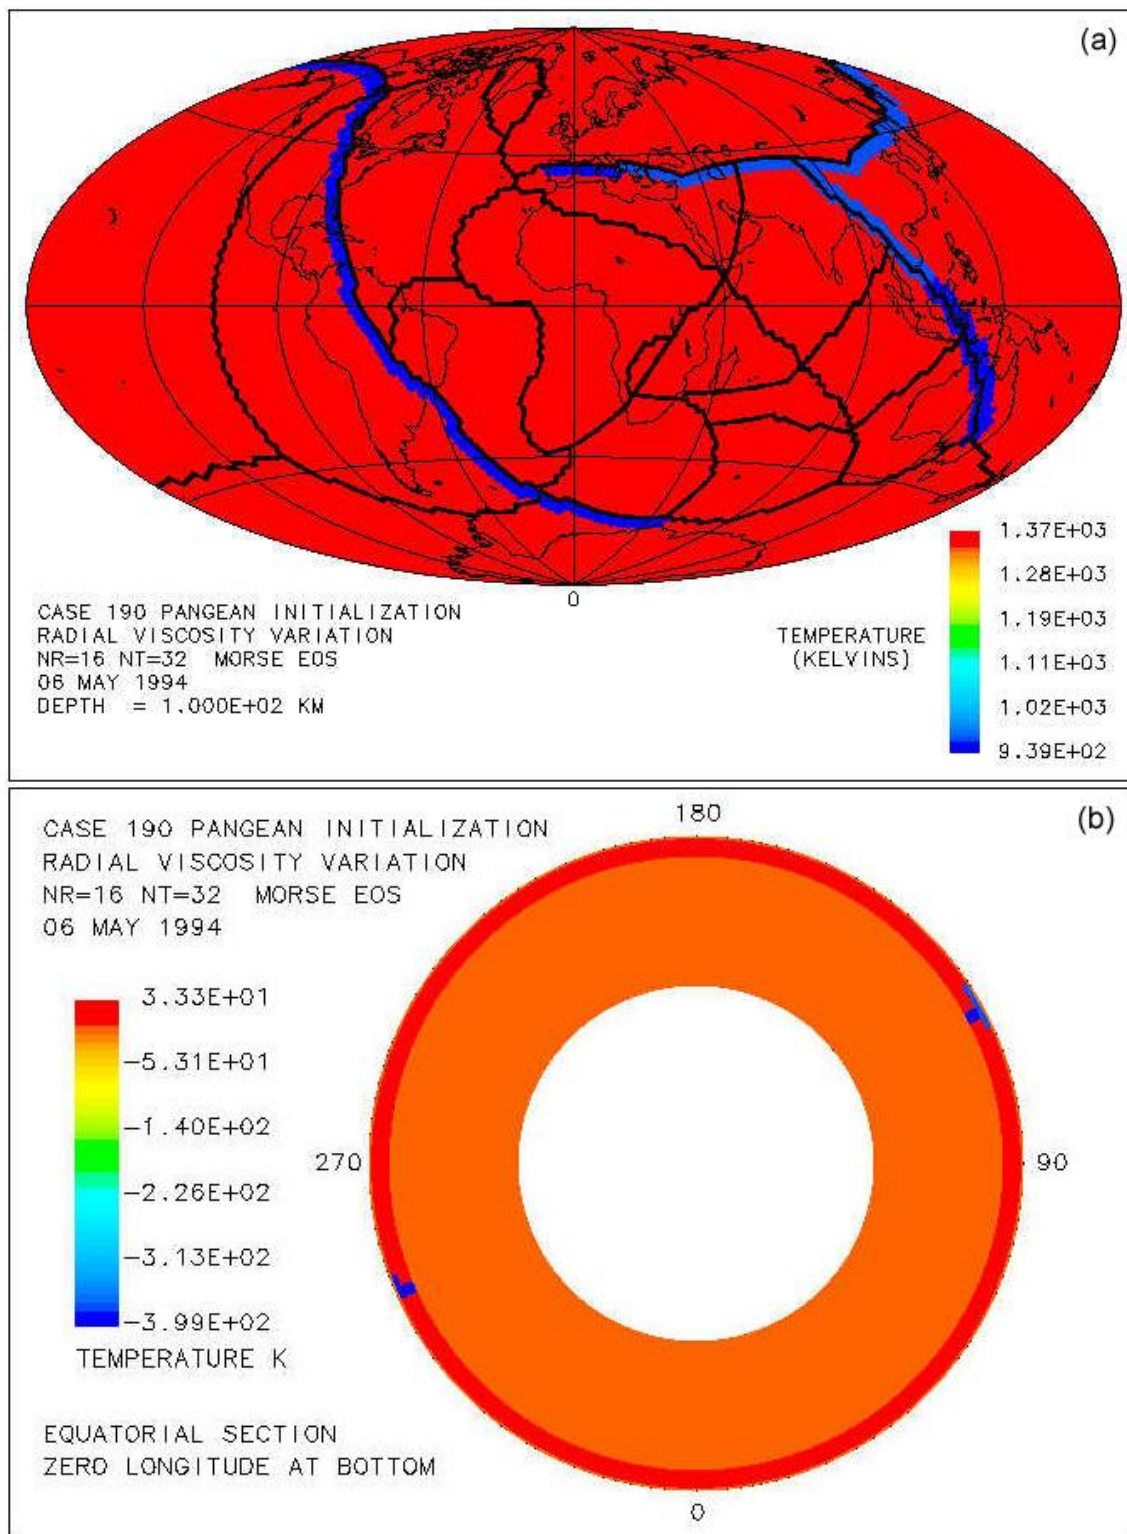 (a)
0
1.37E+03
1.28E+03
1.19E+03
1.11E+03
1.02E+03
9.39E+02
TEMPERATURE
(KELVINS)
CASE 190 PANGEAN INITIALIZATION
RADIAL VISCOSITY VARIATION
NR=16 NT=32 MORSE EOS
06 MAY 1994
DEPTH = 1.000E+02 KM
(b)
CASE 190 PANGEAN INITIALIZATION
RADIAL VISCOSITY VARIATION
NR=16 NT=32 MORSE EOS
06 MAY 1994
180
3.33E+01
-5.31E+01
-1.40E+02
-2.26E+02
-3.13E+02
-3.99E+02
TEMPERATURE K
270
90
EQUATORIAL SECTION
ZERO LONGITUDE AT BOTTOM
0